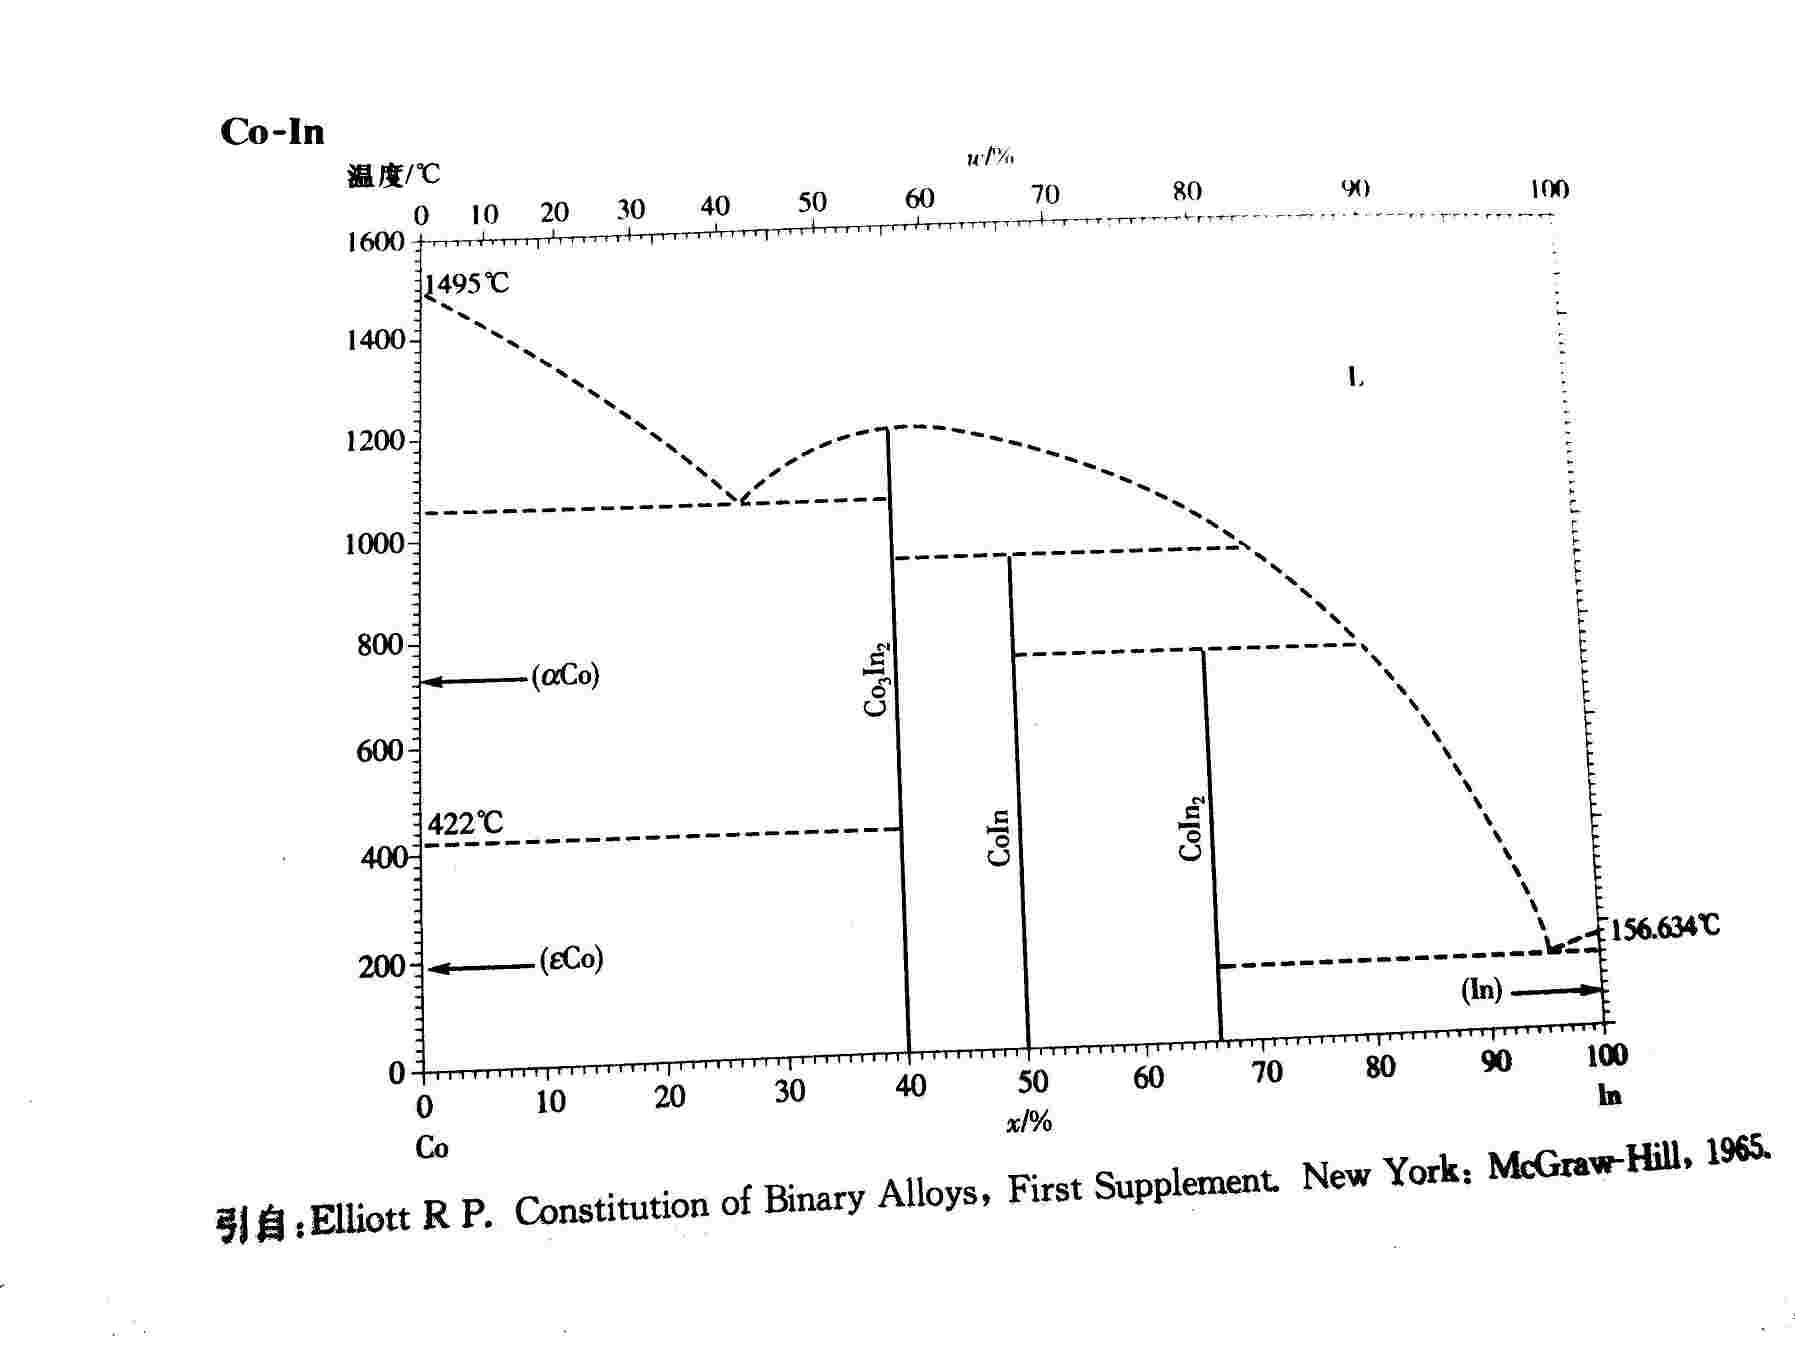 Co-In
温度/℃
w/%
0 10 20 30 40 50 60 70 80 90 100
1600
1495℃
1400
L
1200
1000
800
(αCo)
Co₃In₂
600
422℃
CoIn
CoIn₂
400
156.634℃
200
(εCo)
(In)
0
0 10 20 30 40 50 60 70 80 90 100
Co
x/%
In
引自:Elliott R P. Constitution of Binary Alloys, First Supplement. New York: McGraw-Hill, 1965.